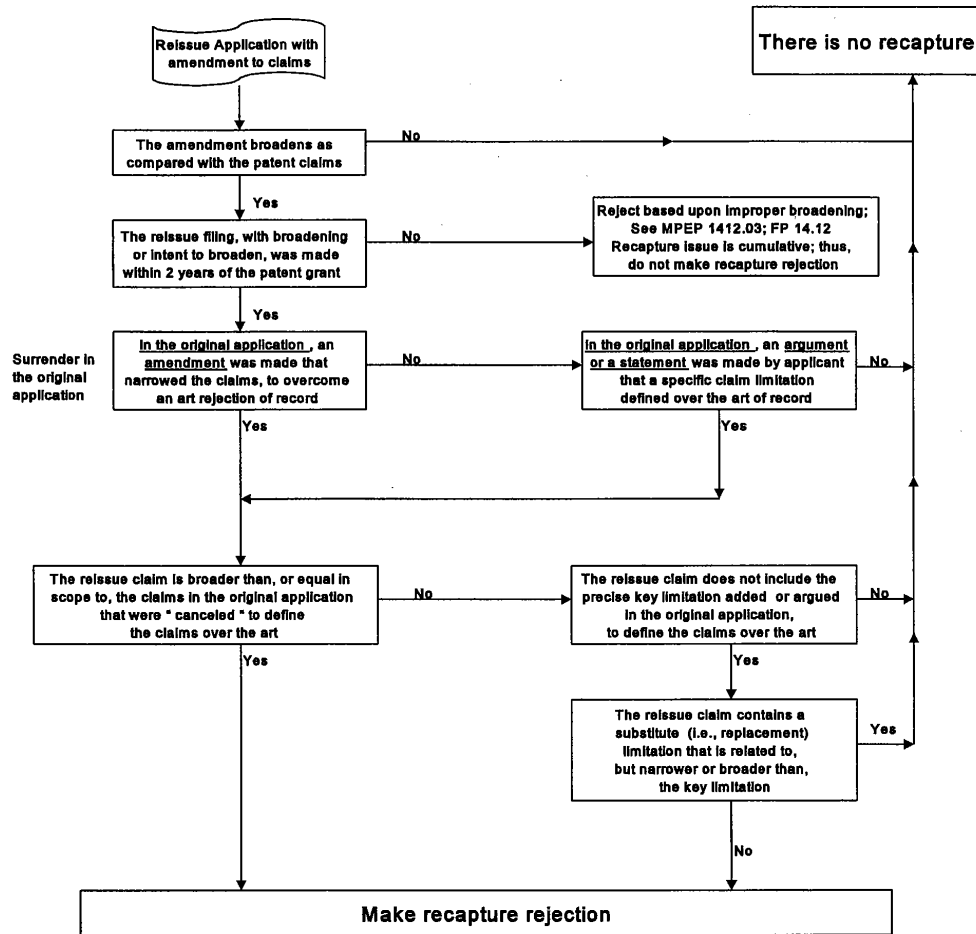 Reissue Application with
amendment to claims
There is no recapture
The amendment broadens as
compared with the patent claims
No
Yes
The reissue filing, with broadening
or intent to broaden, was made
within 2 years of the patent grant
No
Reject based upon improper broadening;
See MPEP 1412.03; FP 14.12
Recapture issue is cumulative; thus,
do not make recapture rejection
Yes
Surrender in
the original
application
In the original application , an
amendment was made that
narrowed the claims, to overcome
an art rejection of record
No
In the original application , an argument
or a statement was made by applicant
that a specific claim limitation
defined over the art of record
No
Yes
Yes
The reissue claim is broader than, or equal in
scope to, the claims in the original application
that were " canceled " to define
the claims over the art
No
The reissue claim does not include the
precise key limitation added or argued
in the original application,
to define the claims over the art
No
Yes
Yes
The reissue claim contains a
substitute (i.e., replacement)
limitation that is related to,
but narrower or broader than,
the key limitation
Yes
No
Make recapture rejection